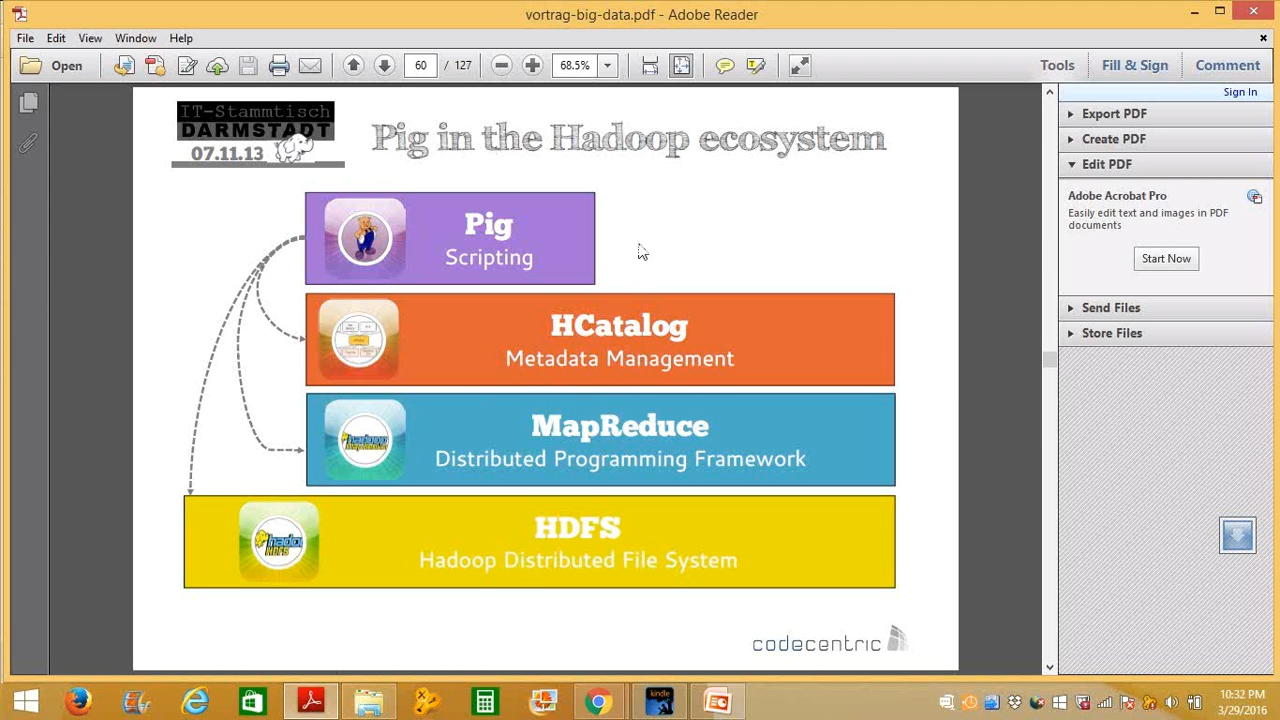 vortrag-big-data.pdf - Adobe Reader
File Edit View Window Help
Open 60 / 127 68.5% Tools Fill & Sign Comment
Sign In
Export PDF
Create PDF
Edit PDF
Adobe Acrobat Pro
Easily edit text and images in PDF
documents
Start Now
Send Files
Store Files
IT-Stammtisch
DARMSTADT
07.11.13
Pig in the Hadoop ecosystem
Pig
Scripting
HCatalog
Metadata Management
MapReduce
Distributed Programming Framework
HDFS
Hadoop Distributed File System
codecentric
kindle
10:32 PM
3/29/2016